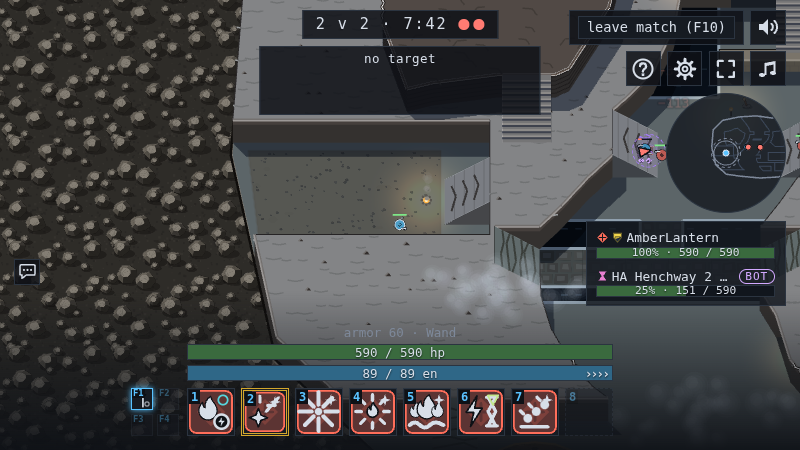 2 v 2 · 7:42
leave match (F10)
no target
AmberLantern
100% · 590 / 590
HA Henchway 2 … BOT
25% · 151 / 590
armor 60 · Wand
590 / 590 hp
89 / 89 en
F1 F2
F3 F4
1 2 3 4 5 6 7 8